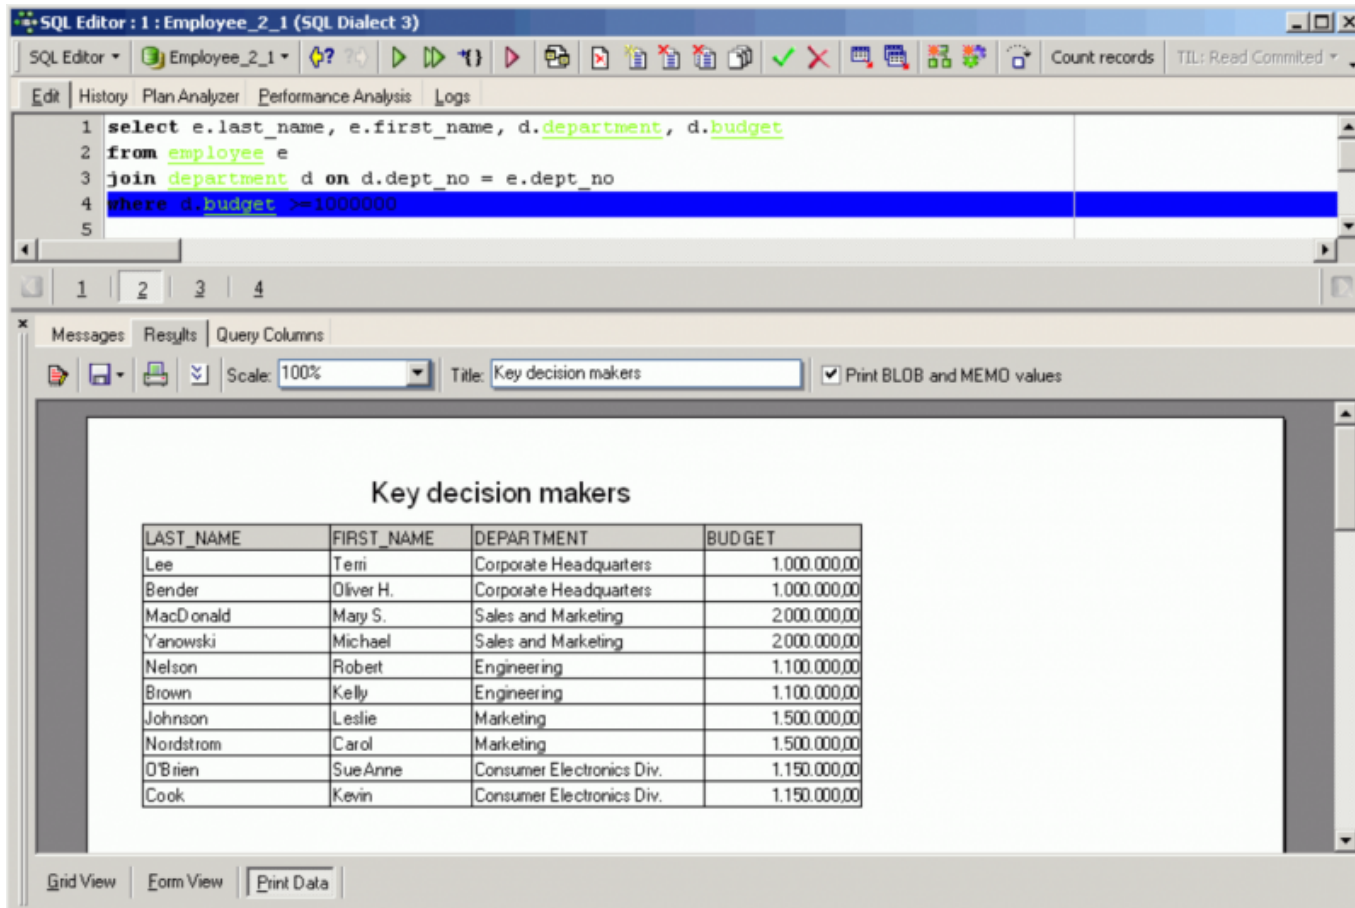 SQL Editor : 1 : Employee_2_1 (SQL Dialect 3)
SQL Editor Employee_2_1 Count records TIL: Read Commited
Edit History Plan Analyzer Performance Analysis Logs
1 select e.last_name, e.first_name, d.department, d.budget
2 from employee e
3 join department d on d.dept_no = e.dept_no
4 where d.budget >=1000000
5
1 2 3 4
Messages Results Query Columns
Scale: 100% Title: Key decision makers Print BLOB and MEMO values
Key decision makers
LAST_NAME FIRST_NAME DEPARTMENT BUDGET
Lee Terri Corporate Headquarters 1.000.000,00
Bender Oliver H. Corporate Headquarters 1.000.000,00
MacDonald Mary S. Sales and Marketing 2.000.000,00
Yanowski Michael Sales and Marketing 2.000.000,00
Nelson Robert Engineering 1.100.000,00
Brown Kelly Engineering 1.100.000,00
Johnson Leslie Marketing 1.500.000,00
Nordstrom Carol Marketing 1.500.000,00
O'Brien Sue Anne Consumer Electronics Div. 1.150.000,00
Cook Kevin Consumer Electronics Div. 1.150.000,00
Grid View Form View Print Data